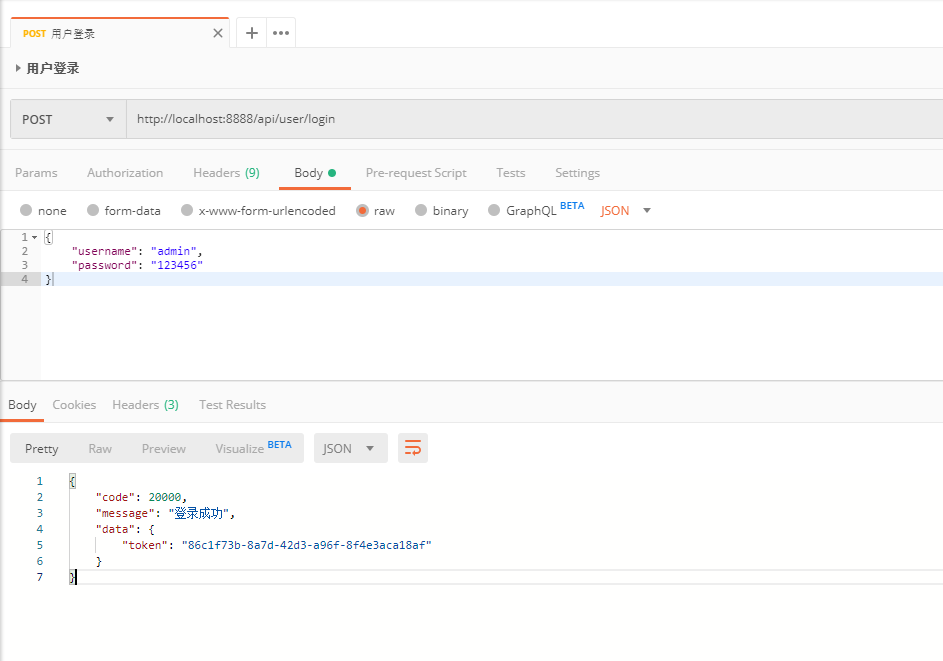 POST 用户登录
用户登录
POST http://localhost:8888/api/user/login
Params Authorization Headers (9) Body Pre-request Script Tests Settings
none form-data x-www-form-urlencoded raw binary GraphQL BETA JSON
1 {
2 "username": "admin",
3 "password": "123456"
4 }
Body Cookies Headers (3) Test Results
Pretty Raw Preview Visualize BETA JSON
1 {
2 "code": 20000,
3 "message": "登录成功",
4 "data": {
5 "token": "86c1f73b-8a7d-42d3-a96f-8f4e3aca18af"
6 }
7 }